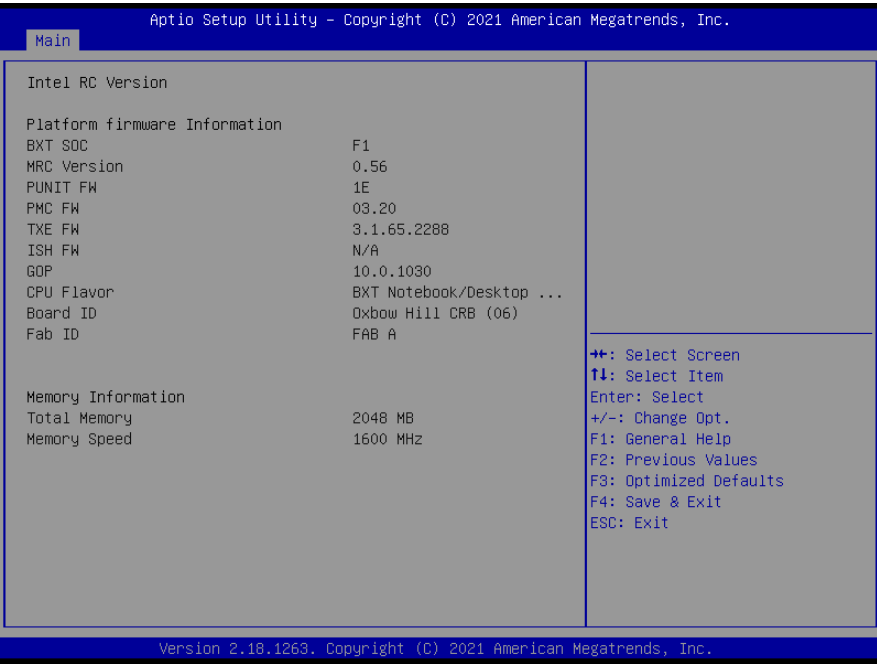 Aptio Setup Utility – Copyright (C) 2021 American Megatrends, Inc.
Main
Intel RC Version
Platform firmware Information
BXT SOC F1
MRC Version 0.56
PUNIT FW 1E
PMC FW 03.20
TXE FW 3.1.65.2288
ISH FW N/A
GOP 10.0.1030
CPU Flavor BXT Notebook/Desktop ...
Board ID Oxbow Hill CRB (06)
Fab ID FAB A
Memory Information
Total Memory 2048 MB
Memory Speed 1600 MHz
→←: Select Screen
↑↓: Select Item
Enter: Select
+/-: Change Opt.
F1: General Help
F2: Previous Values
F3: Optimized Defaults
F4: Save & Exit
ESC: Exit
Version 2.18.1263. Copyright (C) 2021 American Megatrends, Inc.